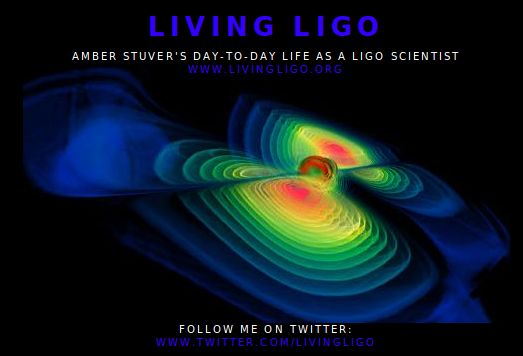 LIVING LIGO
AMBER STUVER'S DAY-TO-DAY LIFE AS A LIGO SCIENTIST
WWW.LIVINGLIGO.ORG
FOLLOW ME ON TWITTER:
WWW.TWITTER.COM/LIVINGLIGO